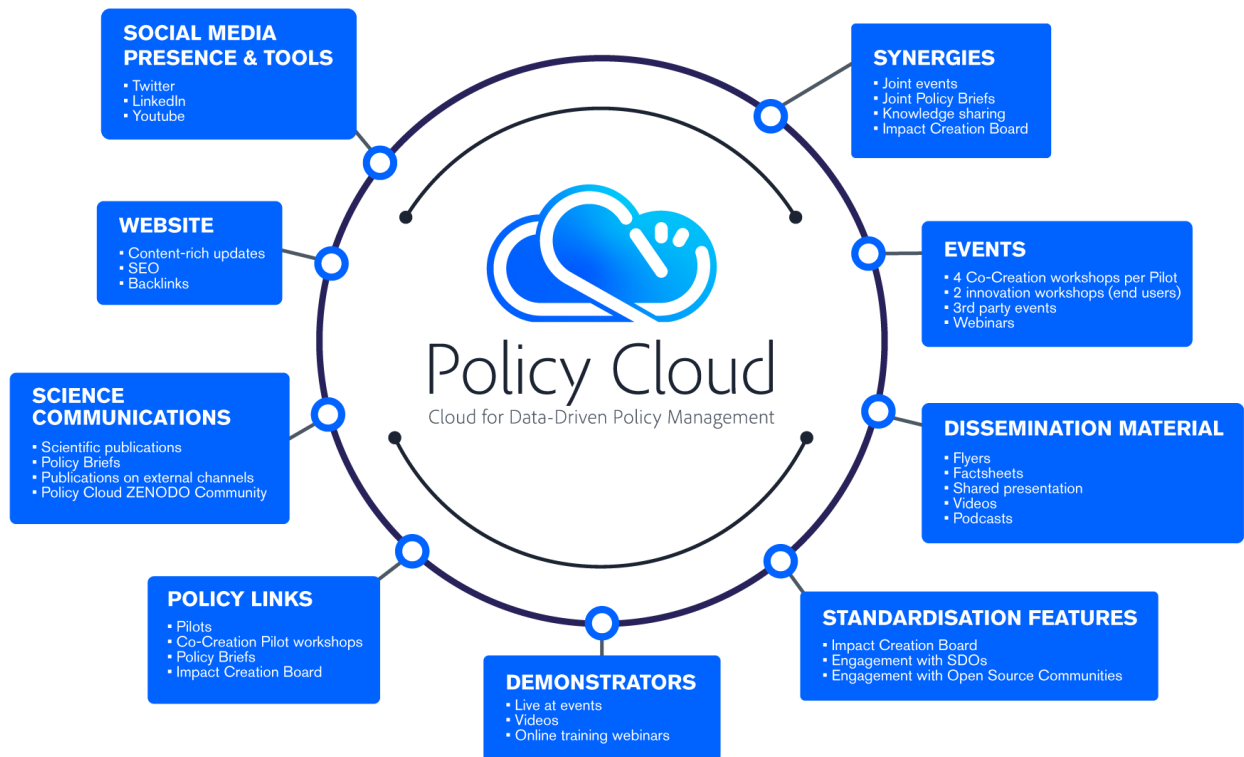 SOCIAL MEDIA
PRESENCE & TOOLS
▪ Twitter
▪ LinkedIn
▪ Youtube
SYNERGIES
▪ Joint events
▪ Joint Policy Briefs
▪ Knowledge sharing
▪ Impact Creation Board
WEBSITE
▪ Content-rich updates
▪ SEO
▪ Backlinks
EVENTS
▪ 4 Co-Creation workshops per Pilot
▪ 2 innovation workshops (end users)
▪ 3rd party events
▪ Webinars
Policy Cloud
Cloud for Data-Driven Policy Management
SCIENCE
COMMUNICATIONS
▪ Scientific publications
▪ Policy Briefs
▪ Publications on external channels
▪ Policy Cloud ZENODO Community
DISSEMINATION MATERIAL
▪ Flyers
▪ Factsheets
▪ Shared presentation
▪ Videos
▪ Podcasts
POLICY LINKS
▪ Pilots
▪ Co-Creation Pilot workshops
▪ Policy Briefs
▪ Impact Creation Board
STANDARDISATION FEATURES
▪ Impact Creation Board
▪ Engagement with SDOs
▪ Engagement with Open Source Communities
DEMONSTRATORS
▪ Live at events
▪ Videos
▪ Online training webinars